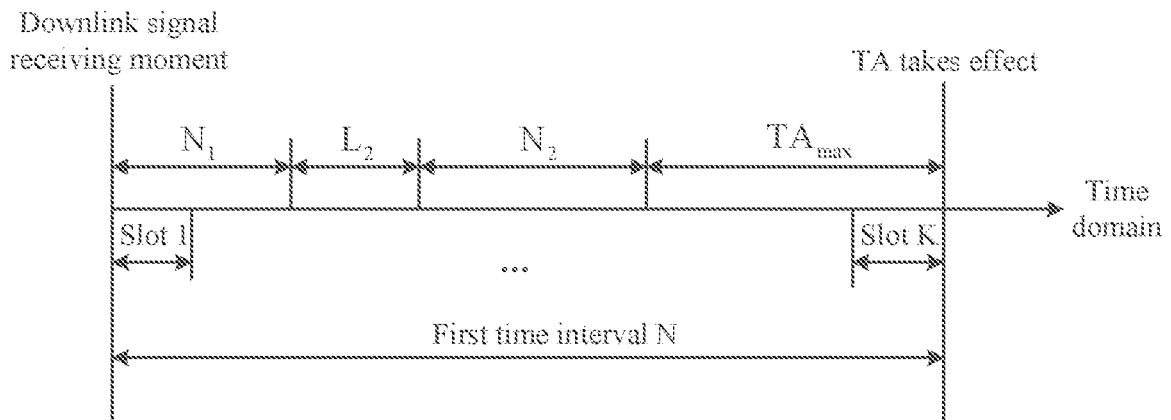 Downlink signal
receiving moment
TA takes effect
N₁
L₂
N₂
TAₘₐₓ
Time
domain
Slot 1
...
Slot K
First time interval N